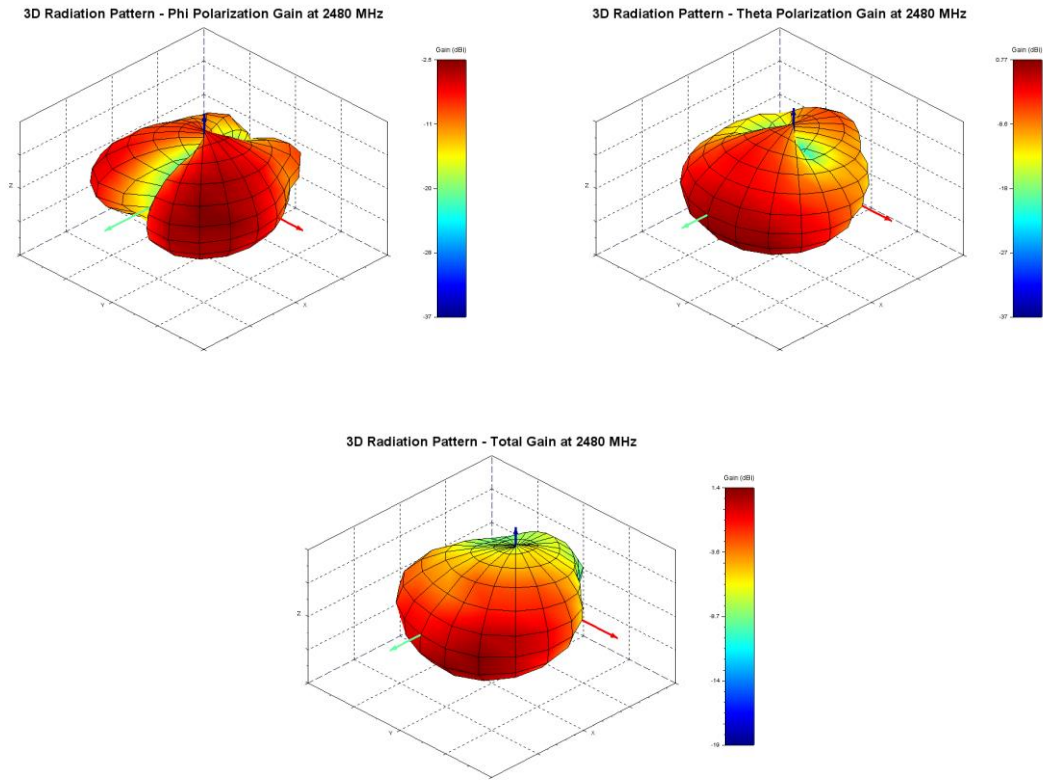 3D Radiation Pattern - Phi Polarization Gain at 2480 MHz
Gain (dBi)
-2.8
-11
-20
-28
-37
Z
Y
X
3D Radiation Pattern - Theta Polarization Gain at 2480 MHz
Gain (dBi)
0.77
-8.6
-18
-27
-37
Z
Y
X
3D Radiation Pattern - Total Gain at 2480 MHz
Gain (dBi)
1.4
-3.6
-8.7
-14
-19
Z
Y
X